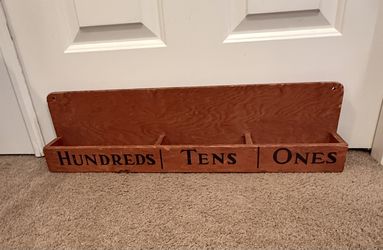 HUNDREDS | TENS | ONES